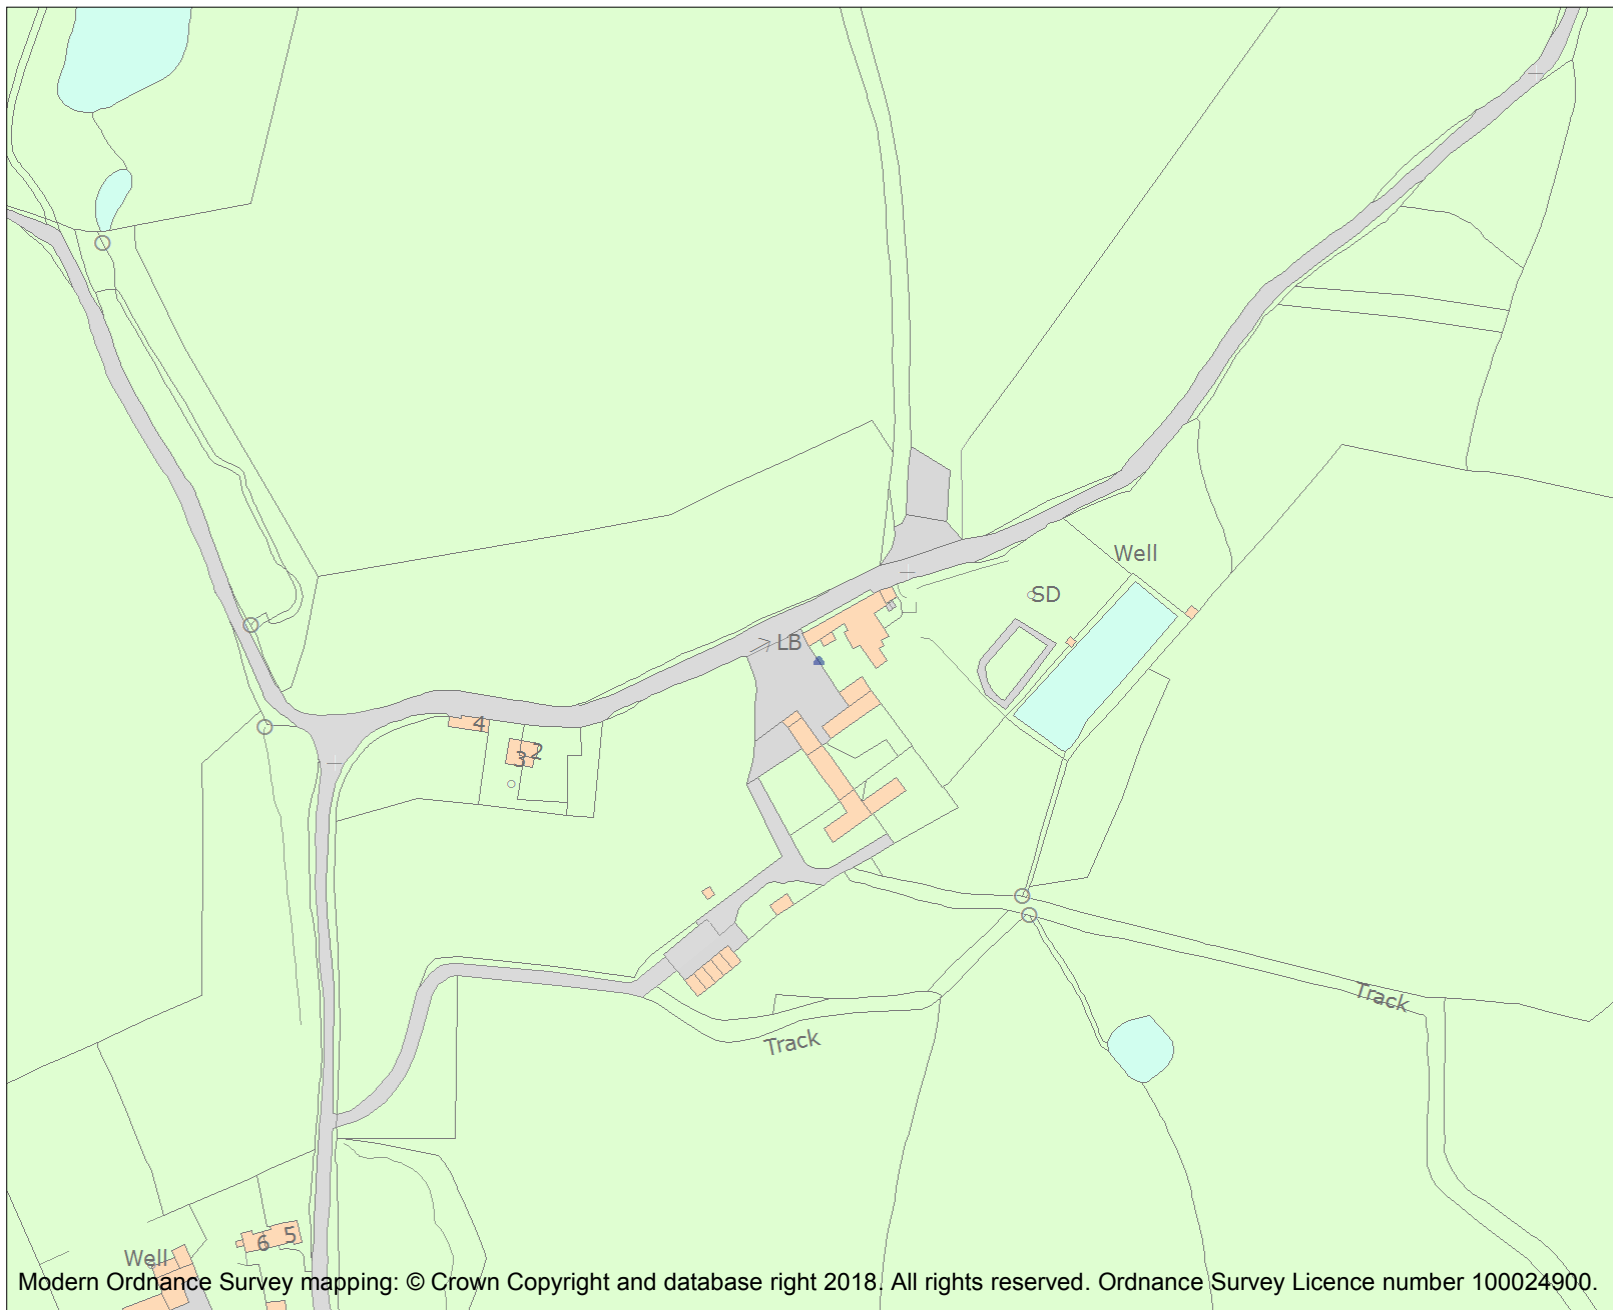 Well
SD
LB
4
2
3
Track
Track
5
6
Well
Modern Ordnance Survey mapping: © Crown Copyright and database right 2018. All rights reserved. Ordnance Survey Licence number 100024900.